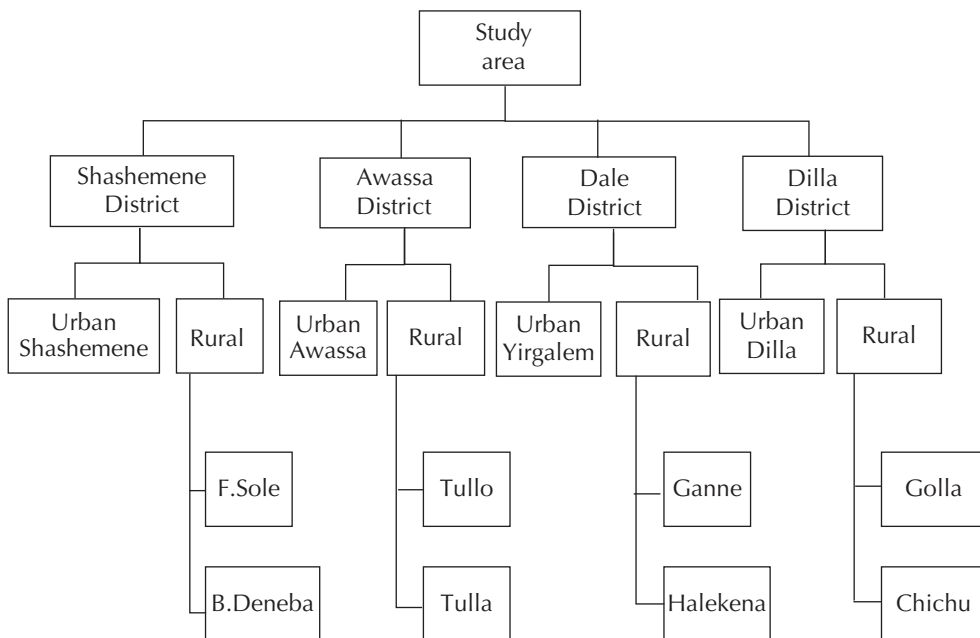 Study
area
Shashemene
District
Awassa
District
Dale
District
Dilla
District
Urban
Shashemene
Rural
Urban
Awassa
Rural
Urban
Yirgalem
Rural
Urban
Dilla
Rural
F.Sole
Tullo
Ganne
Golla
B.Deneba
Tulla
Halekena
Chichu